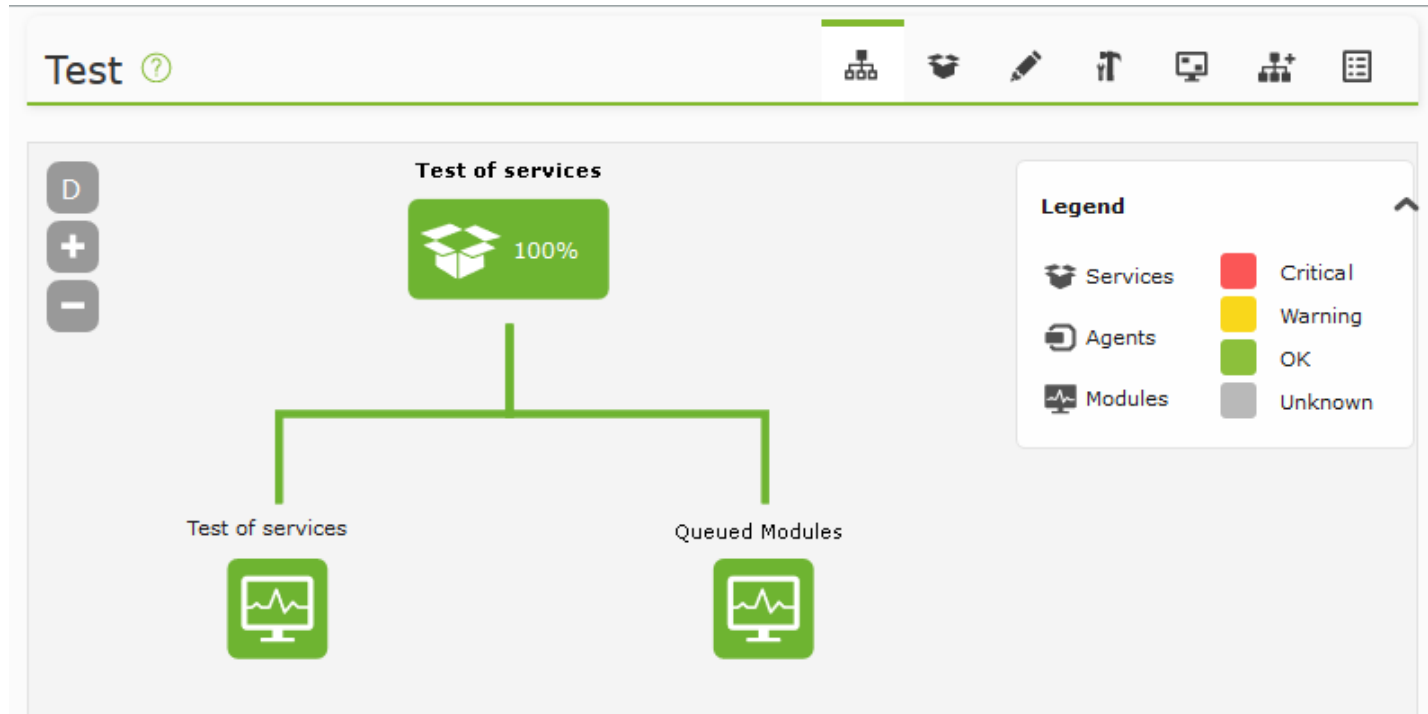 Test ?
D
Test of services
100%
Legend
Services
Critical
Warning
Agents
OK
Modules
Unknown
Test of services
Queued Modules